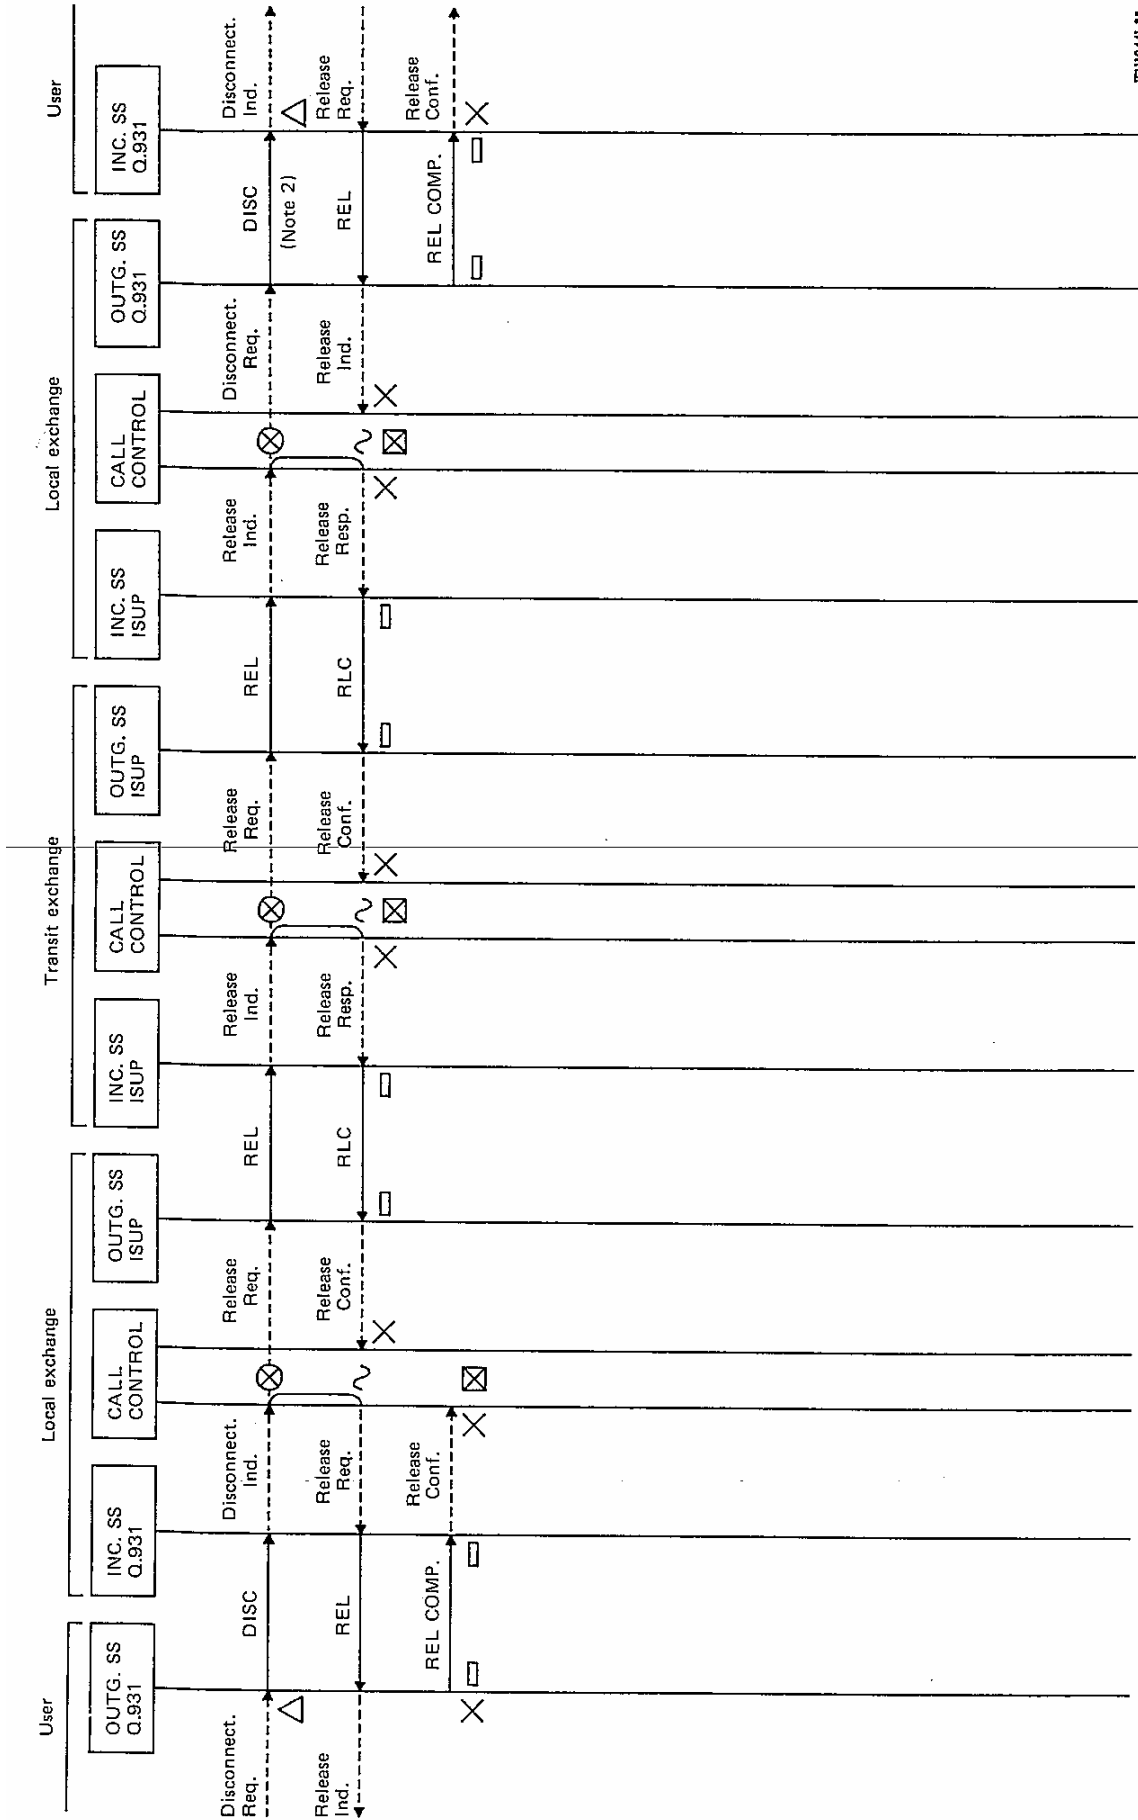 User
Local exchange
Transit exchange
Local exchange
User
OUTG. SS
Q.931
INC. SS
Q.931
CALL
CONTROL
OUTG. SS
ISUP
INC. SS
ISUP
CALL
CONTROL
OUTG. SS
ISUP
INC. SS
ISUP
CALL
CONTROL
OUTG. SS
Q.931
INC. SS
Q.931
Disconnect.
Req.
DISC
Disconnect.
Ind.
Release
Req.
REL
Release
Ind.
Release
Req.
REL
Release
Ind.
Disconnect.
Req.
DISC
(Note 2)
Disconnect.
Ind.
Release
Ind.
REL
Release
Req.
Release
Conf.
RLC
Release
Resp.
Release
Conf.
RLC
Release
Resp.
Release
Ind.
REL
Release
Req.
REL COMP.
Release
Conf.
REL COMP.
Release
Conf.